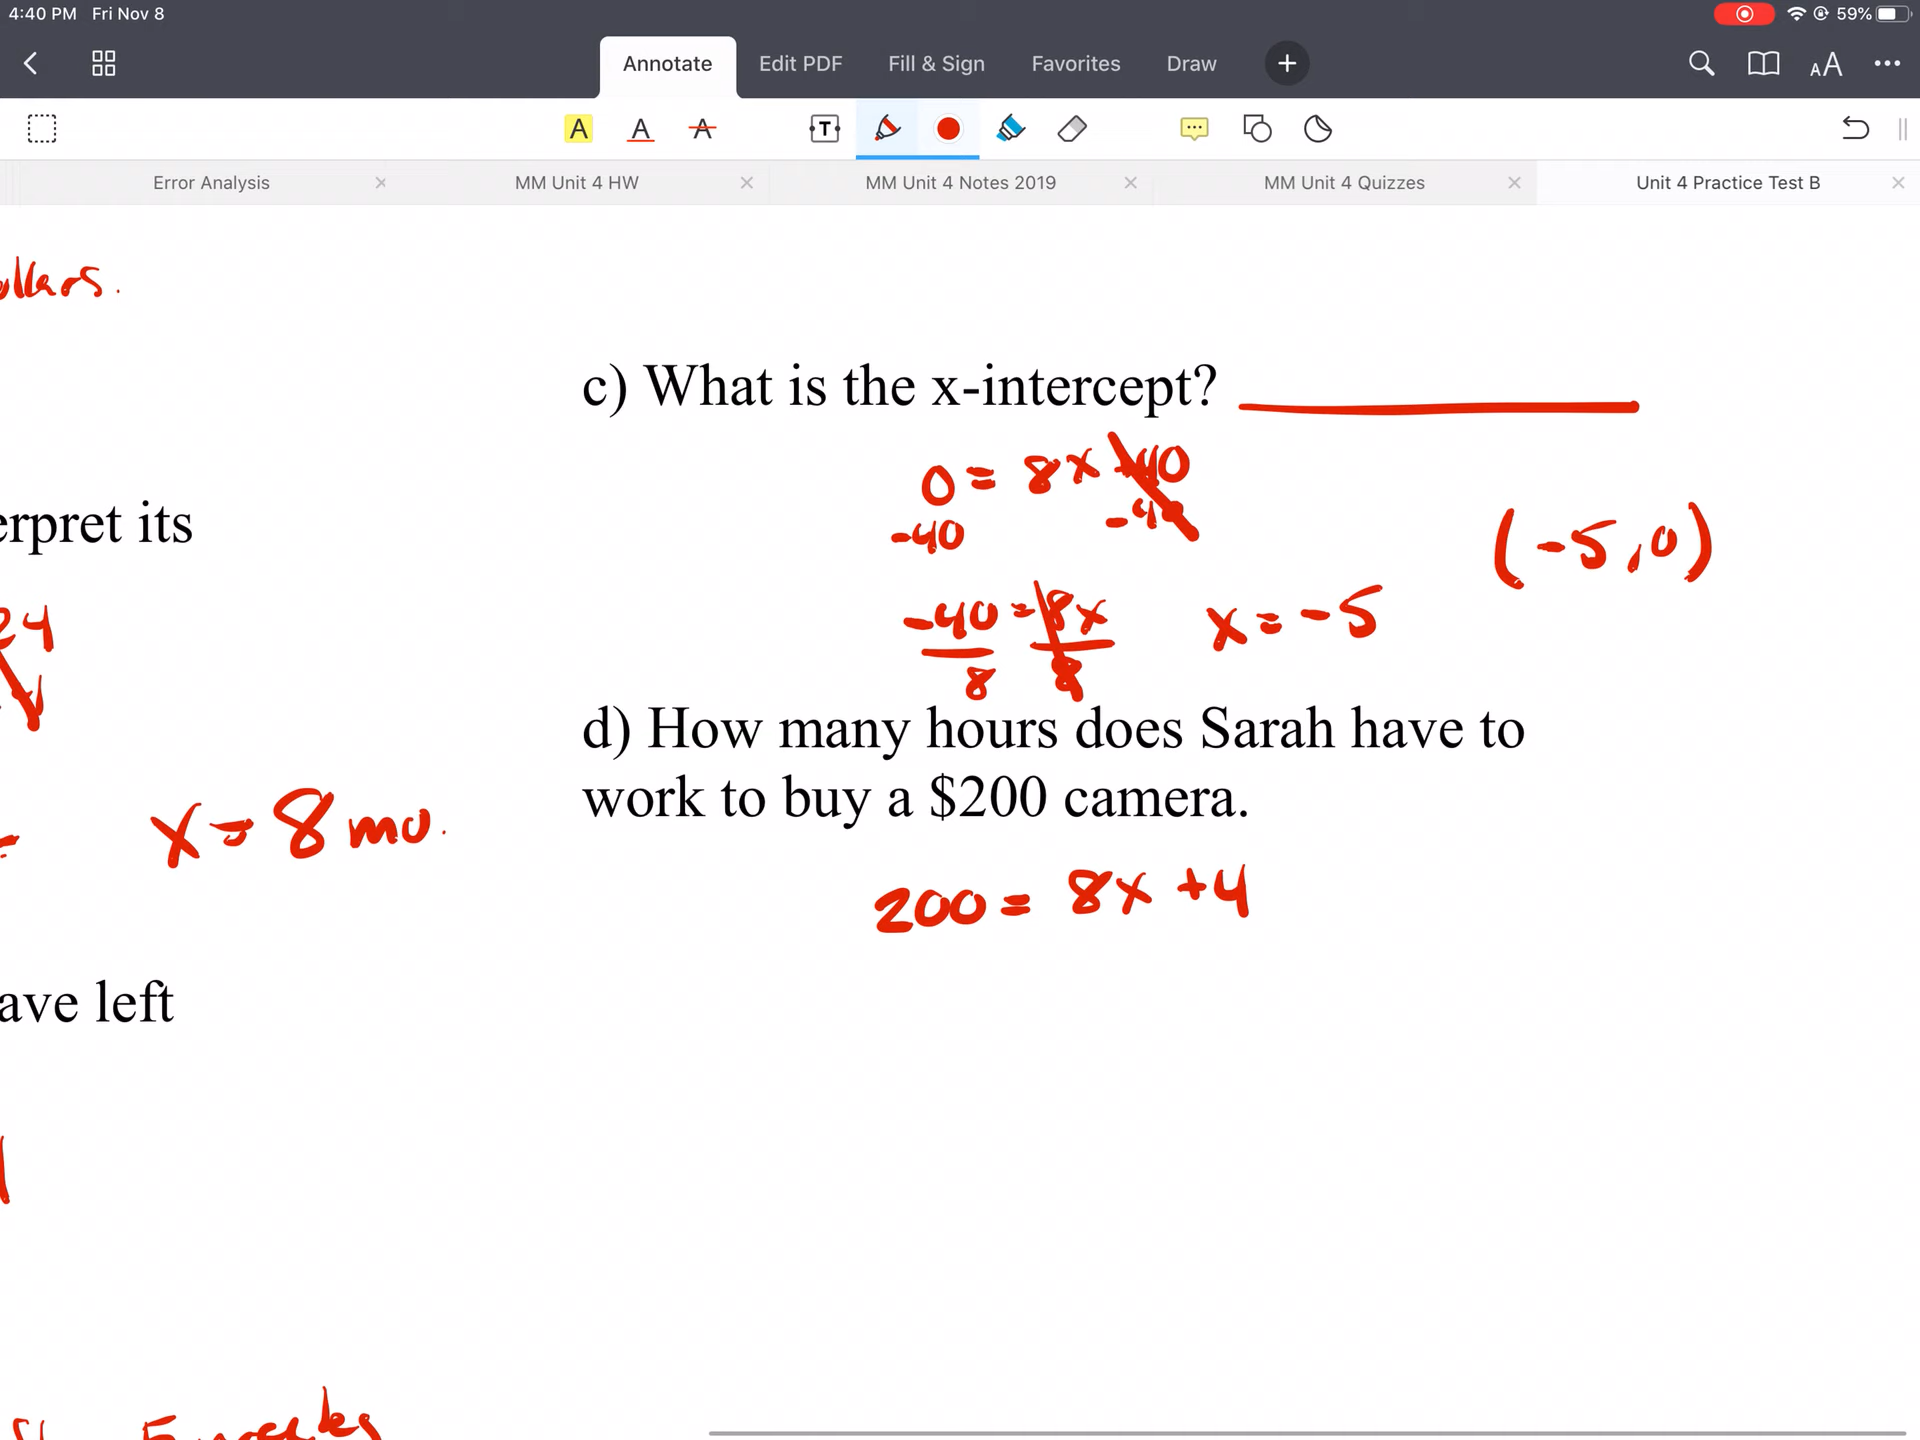 4:40 PM Fri Nov 8 59%
Annotate Edit PDF Fill & Sign Favorites Draw
A A A T
Error Analysis MM Unit 4 HW MM Unit 4 Notes 2019 MM Unit 4 Quizzes Unit 4 Practice Test B
ollars.
c) What is the x-intercept?
0 = 8x +40
-40 -40
(-5,0)
erpret its
-40 = 8x
8 8
x = -5
24
d) How many hours does Sarah have to
work to buy a $200 camera.
x = 8 mo.
200 = 8x +4
ave left